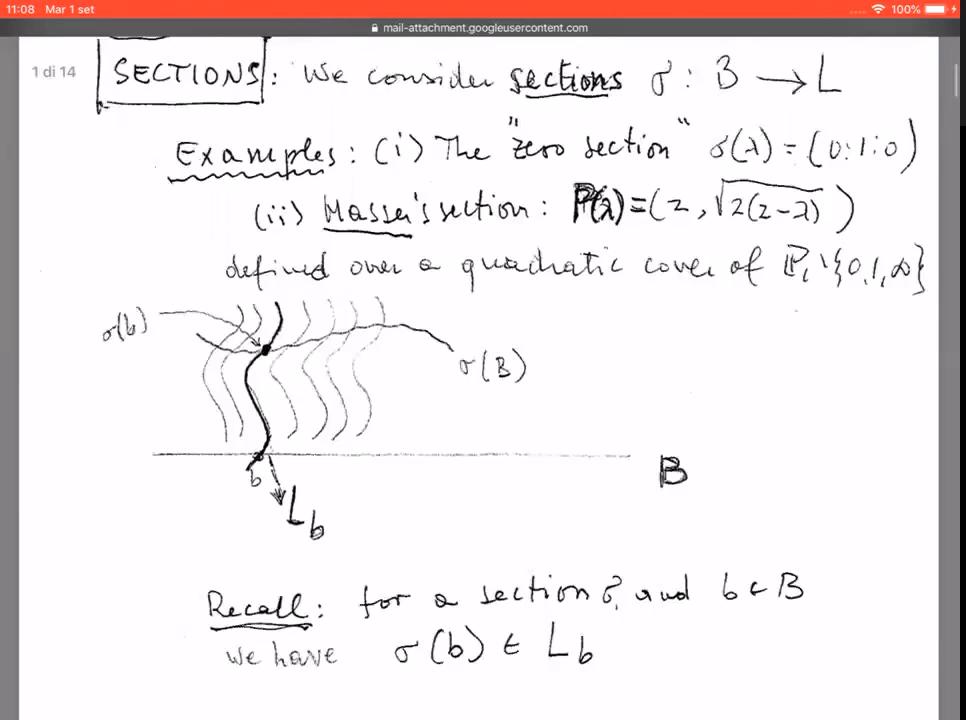 11:08 Mar 1 set 100%
mail-attachment.googleusercontent.com
1 di 14
SECTIONS: We consider sections σ: B → L
Examples: (i) The "zero section" σ(λ) = (0:1:0)
(ii) Masser's section: P(λ) = (2, √2(2-λ))
defined over a quadratic cover of P₁\{0,1,∞}
σ(b)
σ(B)
B
b
L_b
Recall: for a section σ, and b ∈ B
we have σ(b) ∈ L_b